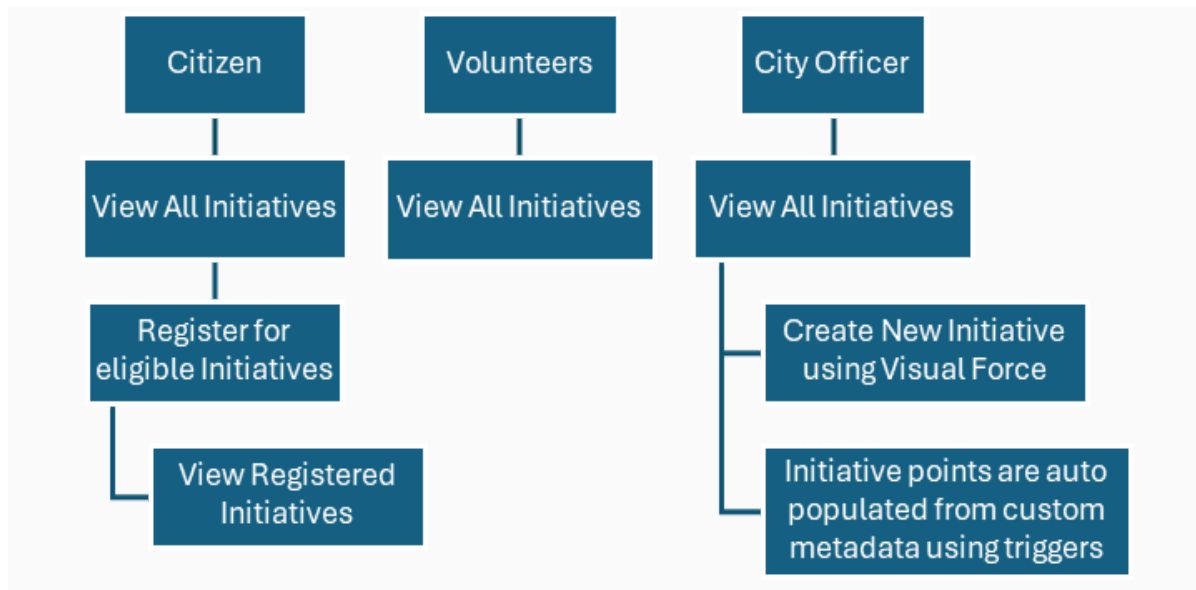 Citizen
Volunteers
City Officer
View All Initiatives
View All Initiatives
View All Initiatives
Register for
eligible Initiatives
Create New Initiative
using Visual Force
View Registered
Initiatives
Initiative points are auto
populated from custom
metadata using triggers